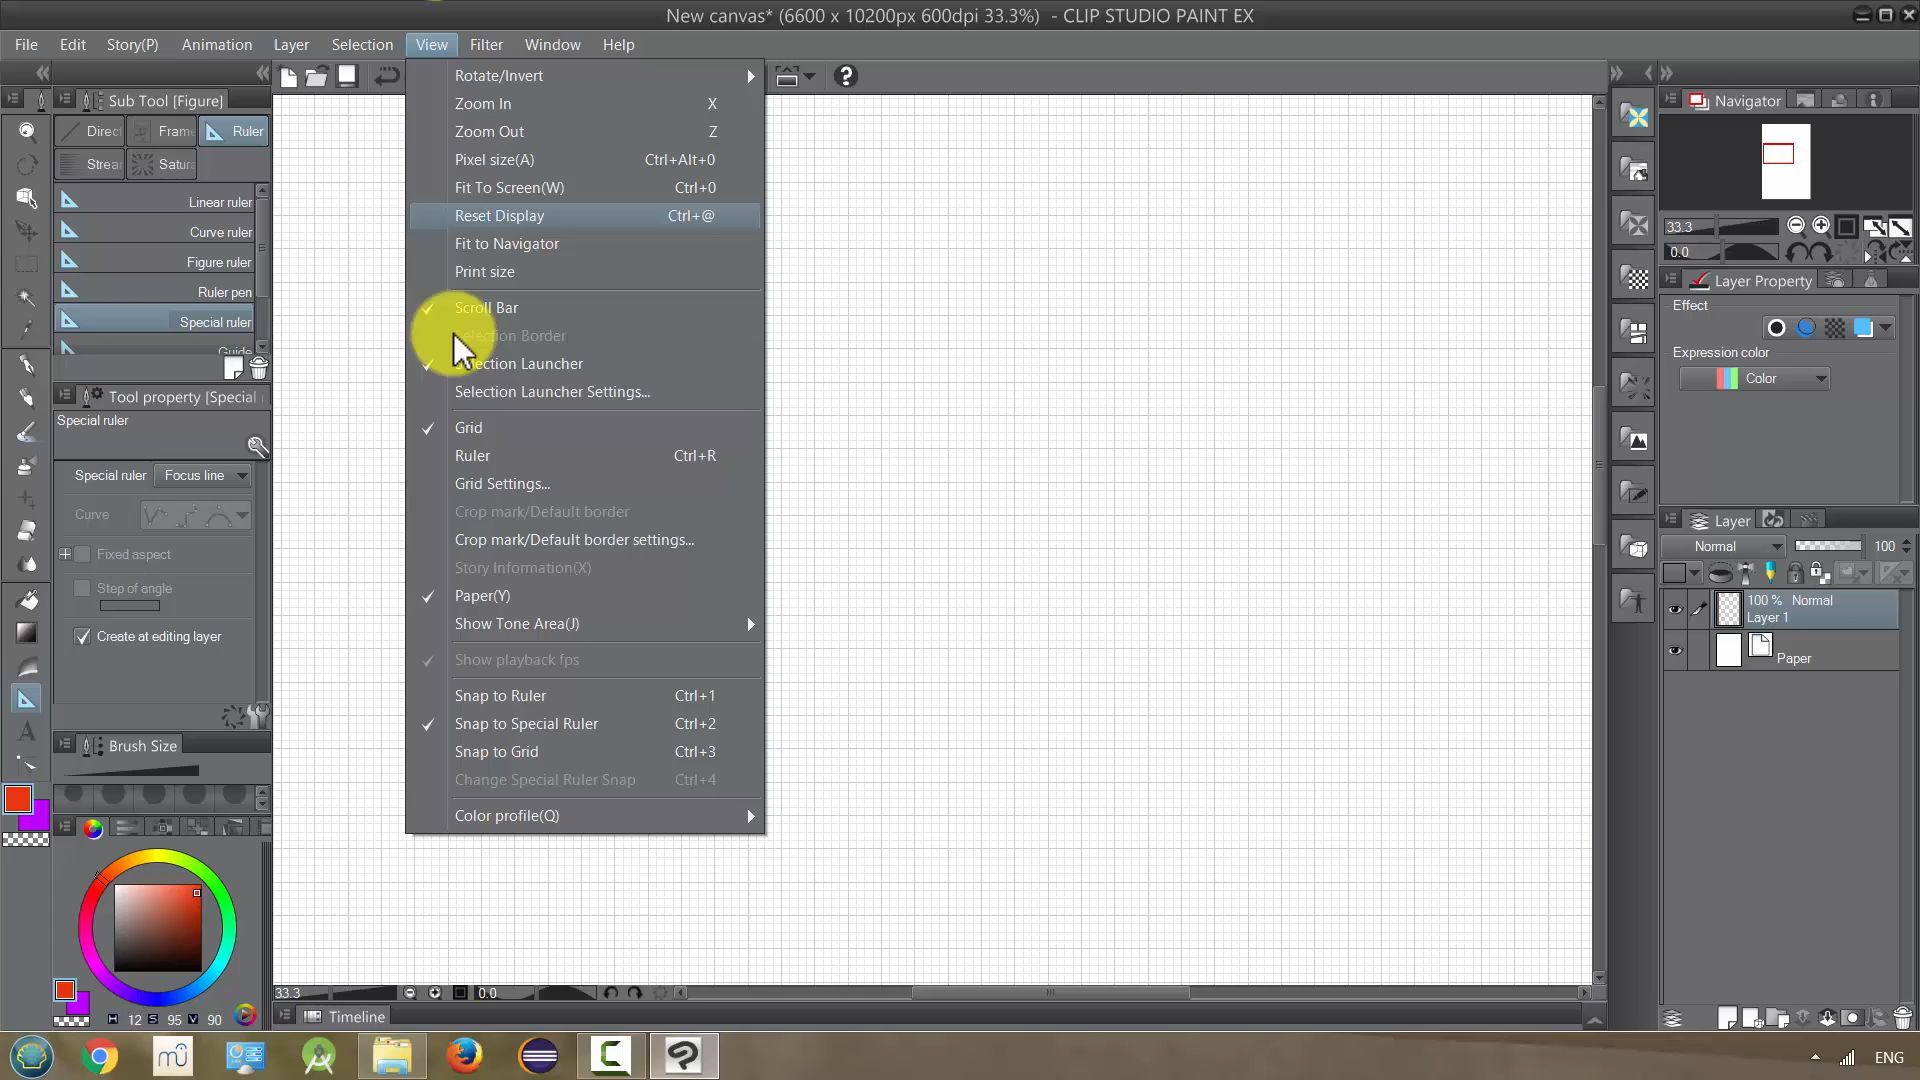 New canvas* (6600 x 10200px 600dpi 33.3%)  - CLIP STUDIO PAINT EX
File Edit Story(P) Animation Layer Selection View Filter Window Help
Sub Tool [Figure]
Direct Frame Ruler
Strea Satura
Linear ruler
Curve ruler
Figure ruler
Ruler pen
Special ruler
Guide
Tool property [Special
Special ruler
Special ruler Focus line
Curve
Fixed aspect
Step of angle
Create at editing layer
Brush Size
H 12 S 95 V 90
Rotate/Invert
Zoom In X
Zoom Out Z
Pixel size(A) Ctrl+Alt+0
Fit To Screen(W) Ctrl+0
Reset Display Ctrl+@
Fit to Navigator
Print size
Scroll Bar
Selection Border
Selection Launcher
Selection Launcher Settings...
Grid
Ruler Ctrl+R
Grid Settings...
Crop mark/Default border
Crop mark/Default border settings...
Story Information(X)
Paper(Y)
Show Tone Area(J)
Show playback fps
Snap to Ruler Ctrl+1
Snap to Special Ruler Ctrl+2
Snap to Grid Ctrl+3
Change Special Ruler Snap Ctrl+4
Color profile(Q)
33.3 0.0
Timeline
Navigator
33.3
0.0
Layer Property
Effect
Expression color
Color
Layer
Normal 100
100 % Normal
Layer 1
Paper
ENG